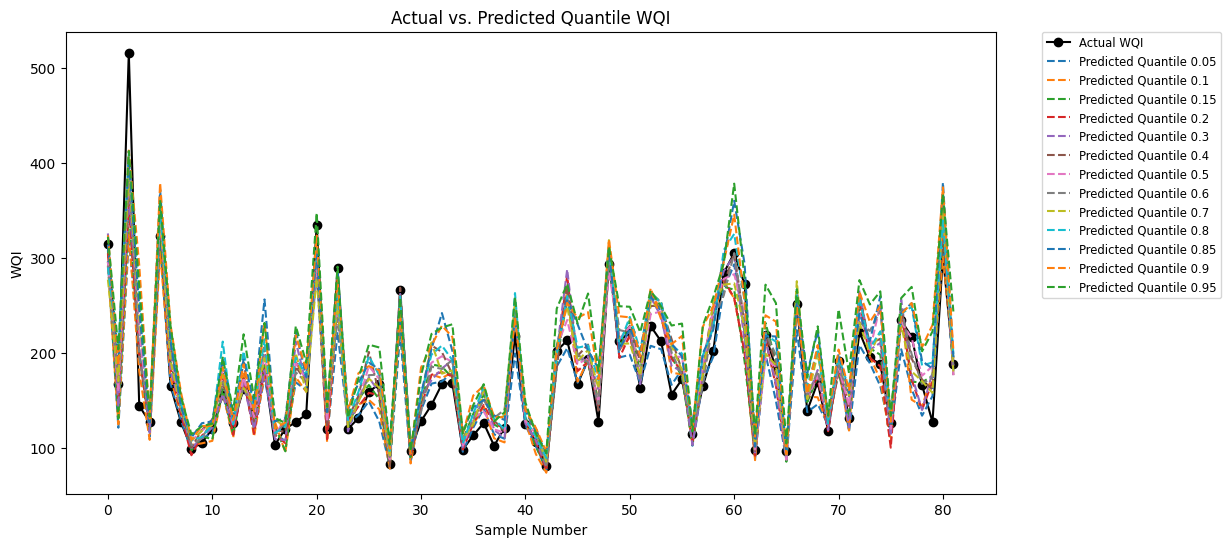 Actual vs. Predicted Quantile WQI
500
400
300
200
100
WQI
0
10
20
30
40
50
60
70
80
Sample Number
Actual WQI
Predicted Quantile 0.05
Predicted Quantile 0.1
Predicted Quantile 0.15
Predicted Quantile 0.2
Predicted Quantile 0.3
Predicted Quantile 0.4
Predicted Quantile 0.5
Predicted Quantile 0.6
Predicted Quantile 0.7
Predicted Quantile 0.8
Predicted Quantile 0.85
Predicted Quantile 0.9
Predicted Quantile 0.95